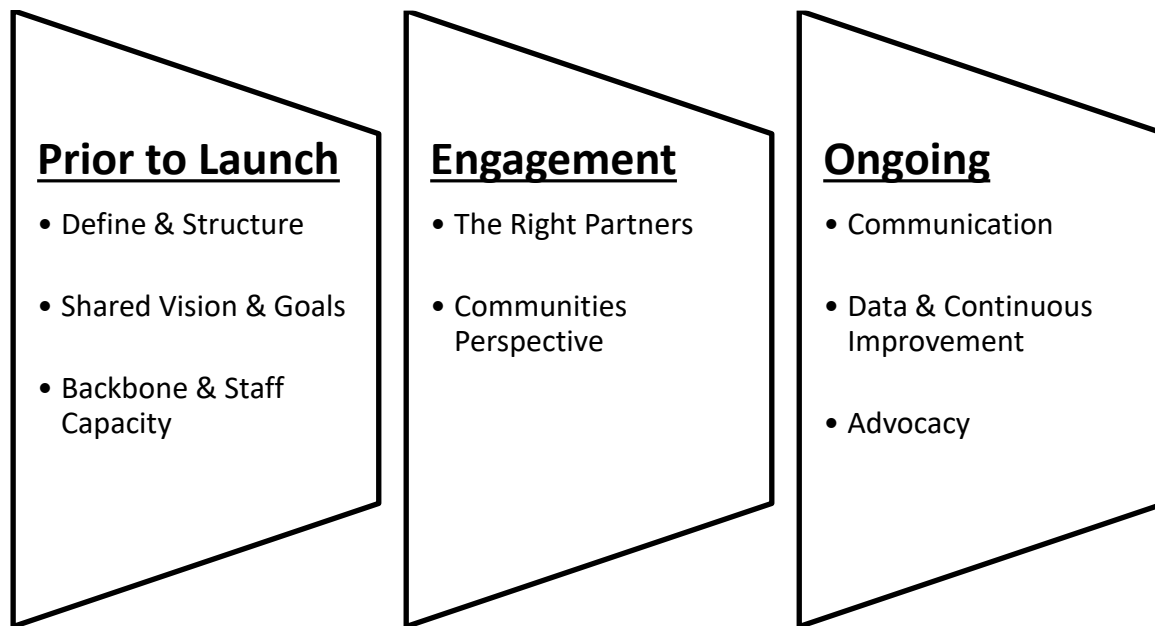 Prior to Launch
• Define & Structure
• Shared Vision & Goals
• Backbone & Staff
Capacity
Engagement
• The Right Partners
• Communities
Perspective
Ongoing
• Communication
• Data & Continuous
Improvement
• Advocacy